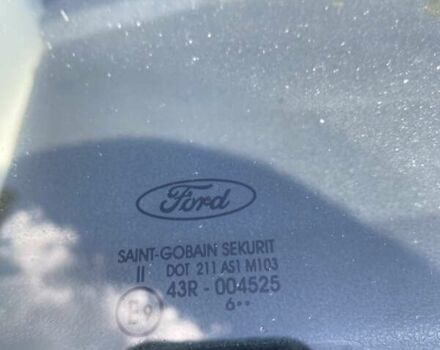 Ford
SAINT-GOBAIN SEKURIT
II DOT 211 AS1 M103
43R - 004525
E9 6••